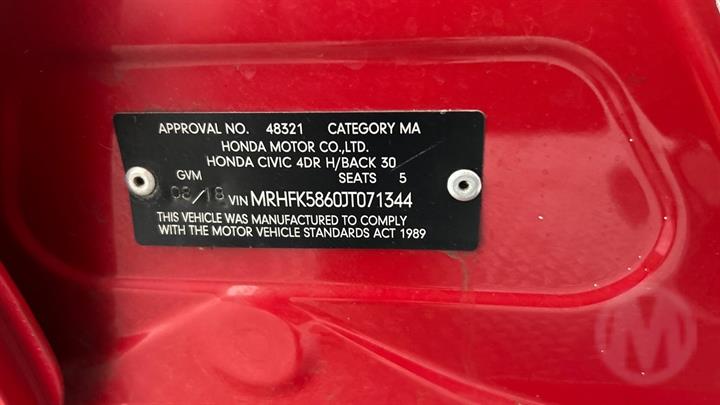 APPROVAL NO. 48321 CATEGORY MA
HONDA MOTOR CO.,LTD.
HONDA CIVIC 4DR H/BACK 30
GVM SEATS 5
08/18 VIN MRHFK5860JT071344
THIS VEHICLE WAS MANUFACTURED TO COMPLY
WITH THE MOTOR VEHICLE STANDARDS ACT 1989
M